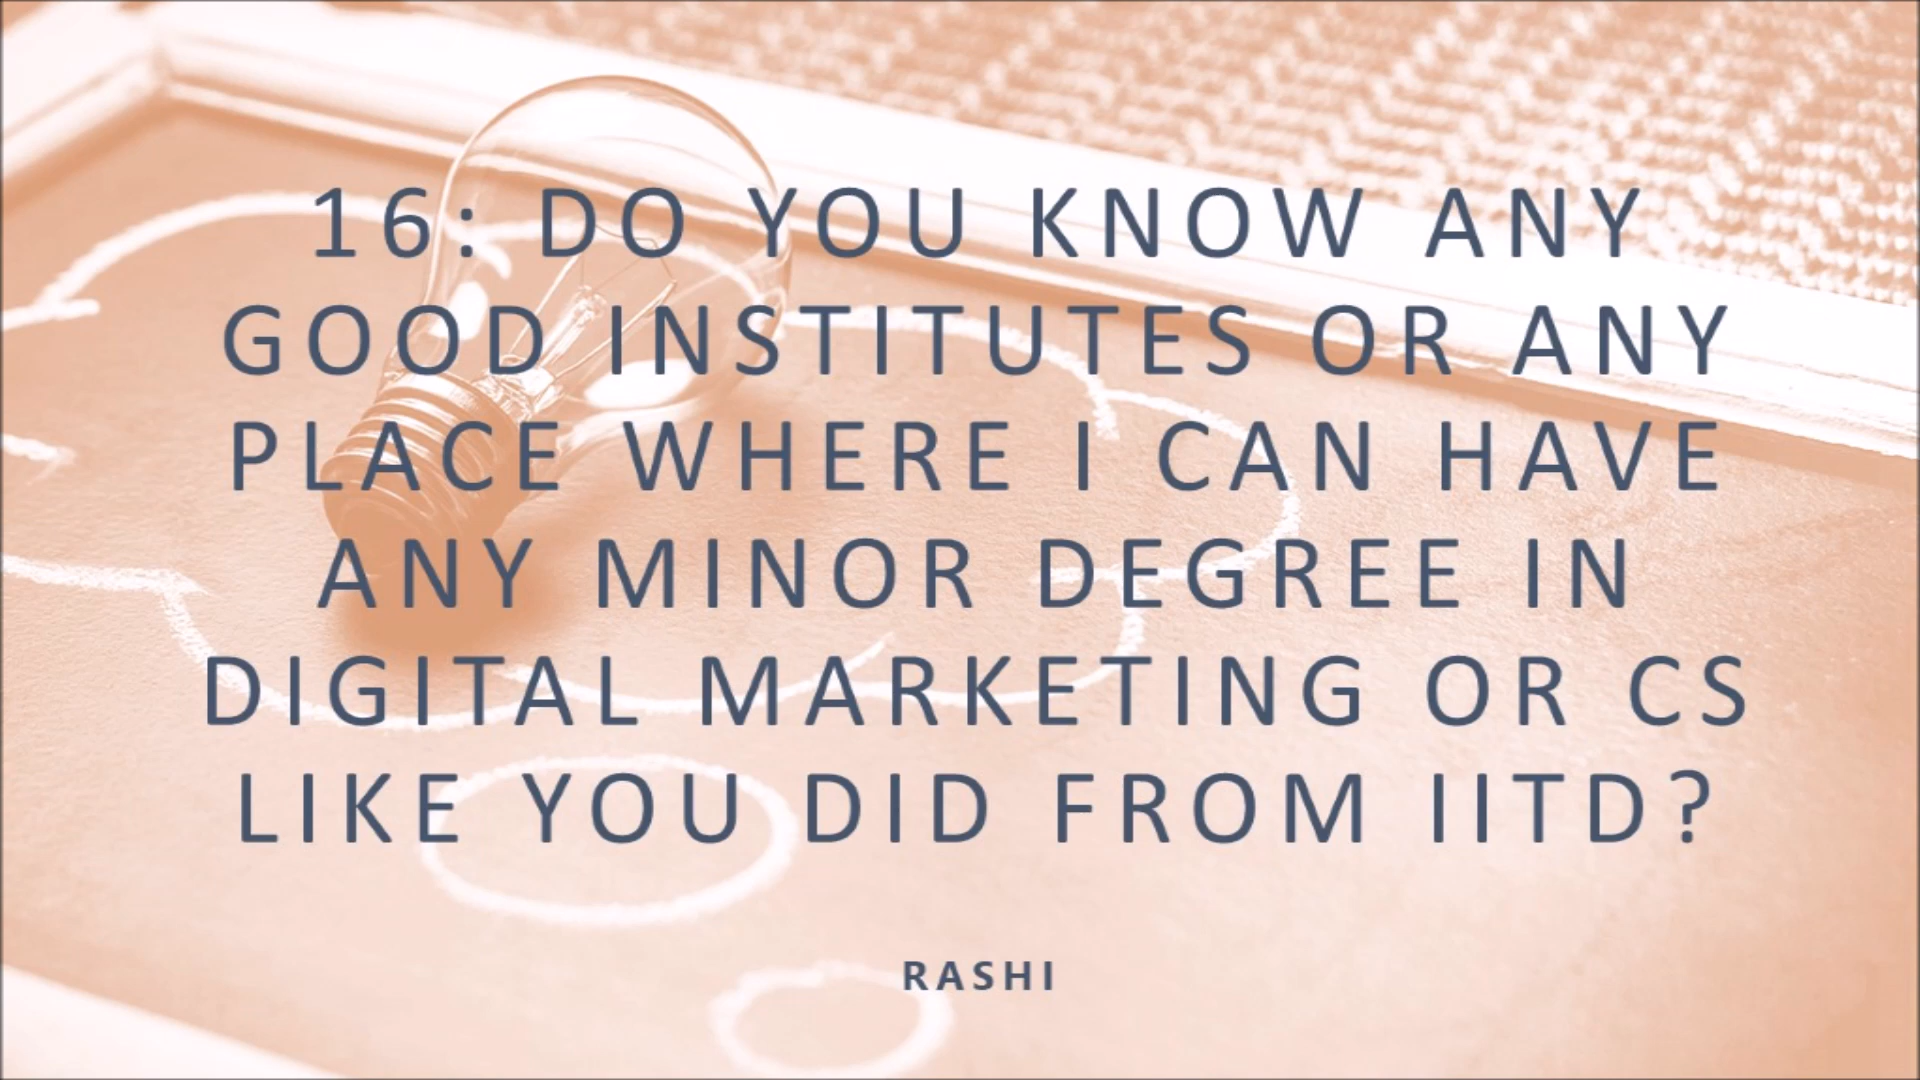 16: DO YOU KNOW ANY
GOOD INSTITUTES OR ANY
PLACE WHERE I CAN HAVE
ANY MINOR DEGREE IN
DIGITAL MARKETING OR CS
LIKE YOU DID FROM IITD?
RASHI